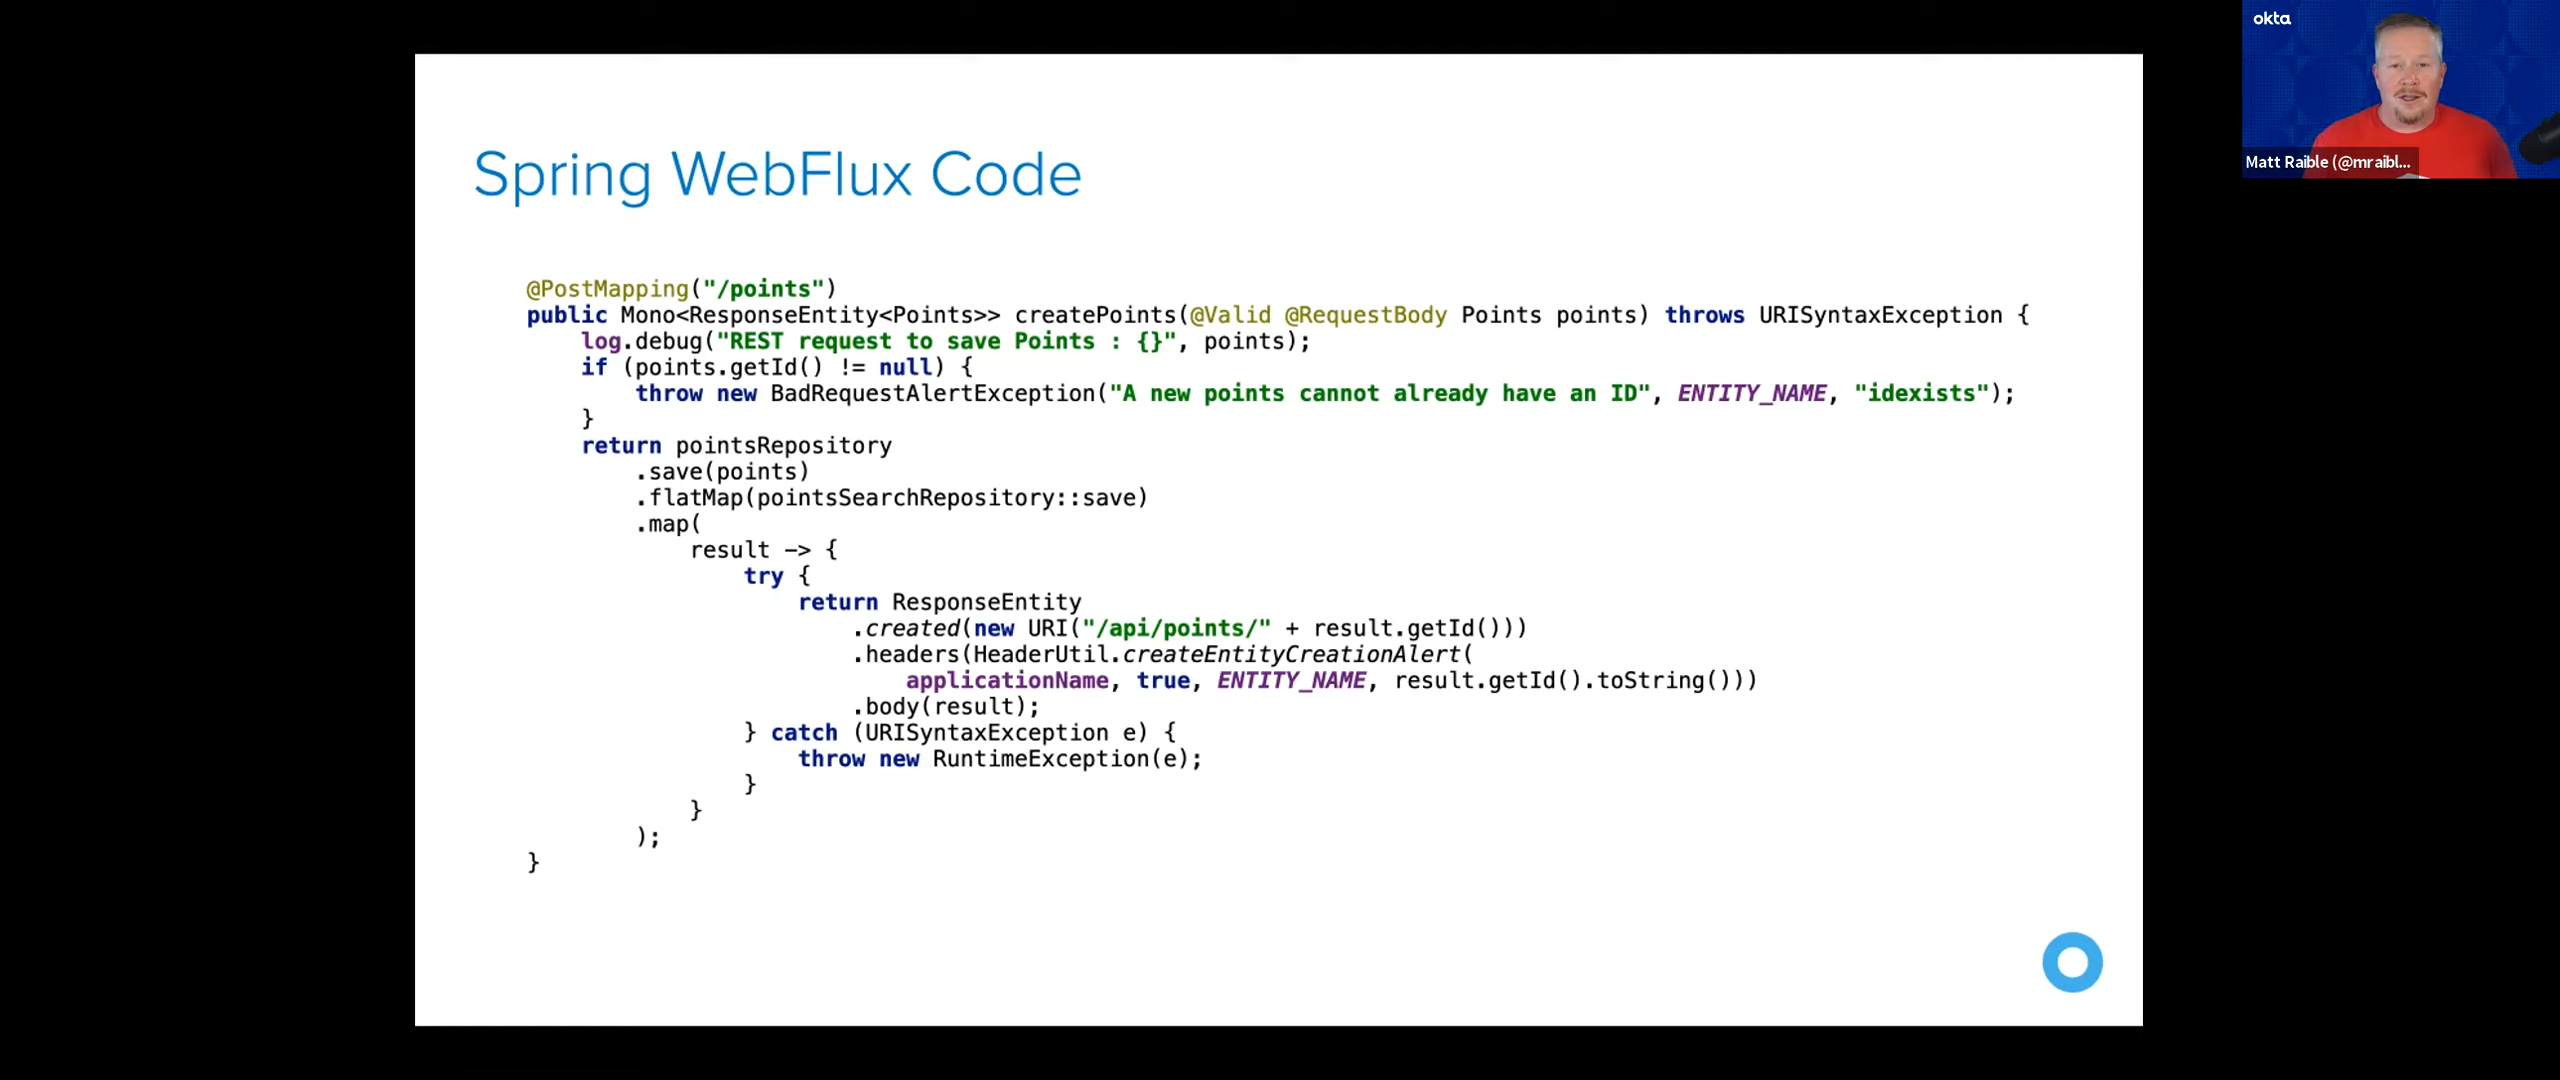 okta
Matt Raible (@mraibl...
Spring WebFlux Code
@PostMapping("/points")
public Mono<ResponseEntity<Points>> createPoints(@Valid @RequestBody Points points) throws URISyntaxException {
    log.debug("REST request to save Points : {}", points);
    if (points.getId() != null) {
        throw new BadRequestAlertException("A new points cannot already have an ID", ENTITY_NAME, "idexists");
    }
    return pointsRepository
        .save(points)
        .flatMap(pointsSearchRepository::save)
        .map(
            result -> {
                try {
                    return ResponseEntity
                        .created(new URI("/api/points/" + result.getId()))
                        .headers(HeaderUtil.createEntityCreationAlert(
                            applicationName, true, ENTITY_NAME, result.getId().toString()))
                        .body(result);
                } catch (URISyntaxException e) {
                    throw new RuntimeException(e);
                }
            }
        );
}